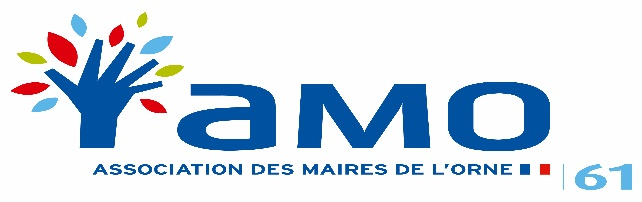 aMO
ASSOCIATION DES MAIRES DE L'ORNE
61